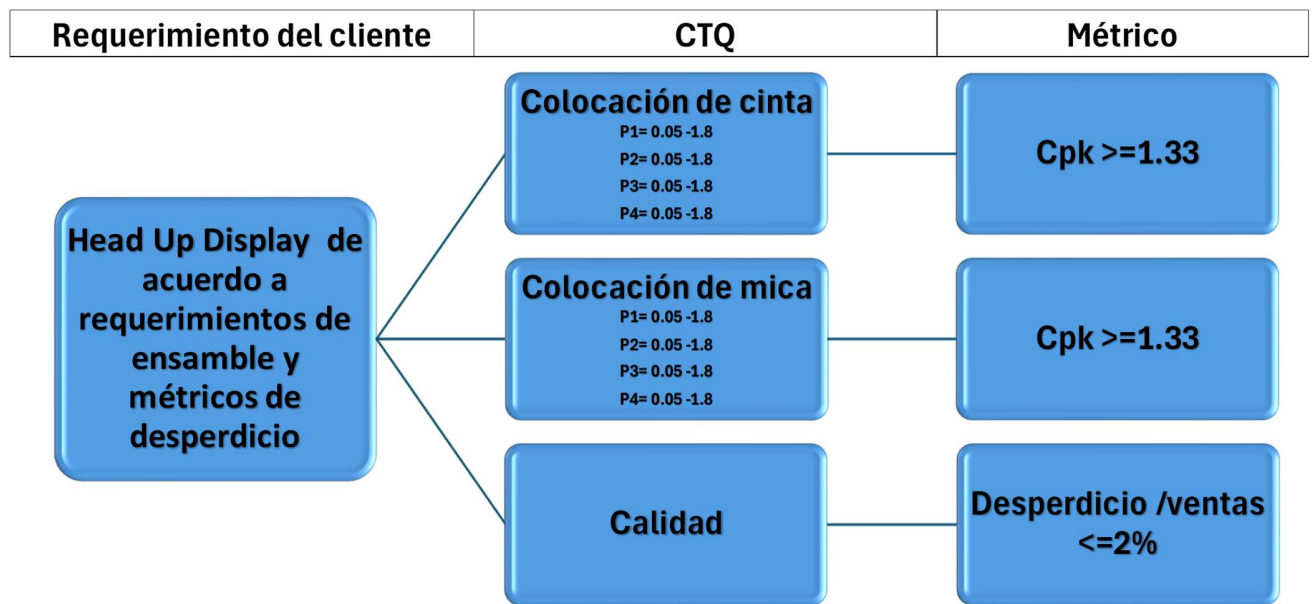 Requerimiento del cliente
CTQ
Métrico
Head Up Display de
acuerdo a
requerimientos de
ensamble y
métricos de
desperdicio
Colocación de cinta
P1= 0.05 -1.8
P2= 0.05 -1.8
P3= 0.05 -1.8
P4= 0.05 -1.8
Cpk >=1.33
Colocación de mica
P1= 0.05 -1.8
P2= 0.05 -1.8
P3= 0.05 -1.8
P4= 0.05 -1.8
Cpk >=1.33
Calidad
Desperdicio /ventas
<=2%